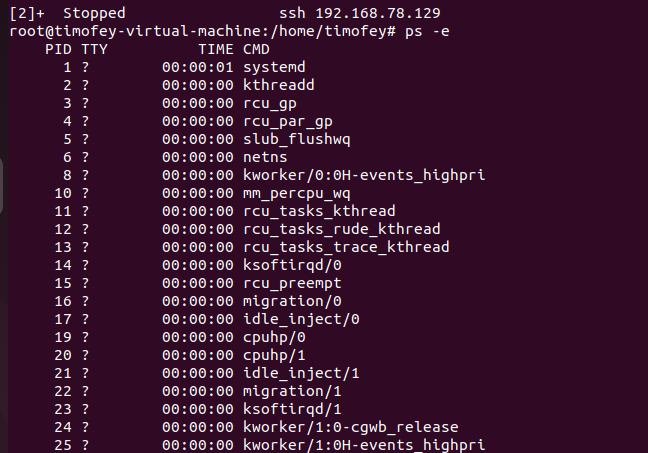 [2]+  Stopped                 ssh 192.168.78.129
root@timofey-virtual-machine:/home/timofey# ps -e
    PID TTY          TIME CMD
      1 ?        00:00:01 systemd
      2 ?        00:00:00 kthreadd
      3 ?        00:00:00 rcu_gp
      4 ?        00:00:00 rcu_par_gp
      5 ?        00:00:00 slub_flushwq
      6 ?        00:00:00 netns
      8 ?        00:00:00 kworker/0:0H-events_highpri
     10 ?        00:00:00 mm_percpu_wq
     11 ?        00:00:00 rcu_tasks_kthread
     12 ?        00:00:00 rcu_tasks_rude_kthread
     13 ?        00:00:00 rcu_tasks_trace_kthread
     14 ?        00:00:00 ksoftirqd/0
     15 ?        00:00:00 rcu_preempt
     16 ?        00:00:00 migration/0
     17 ?        00:00:00 idle_inject/0
     19 ?        00:00:00 cpuhp/0
     20 ?        00:00:00 cpuhp/1
     21 ?        00:00:00 idle_inject/1
     22 ?        00:00:00 migration/1
     23 ?        00:00:00 ksoftirqd/1
     24 ?        00:00:00 kworker/1:0-cgwb_release
     25 ?        00:00:00 kworker/1:0H-events_highpri